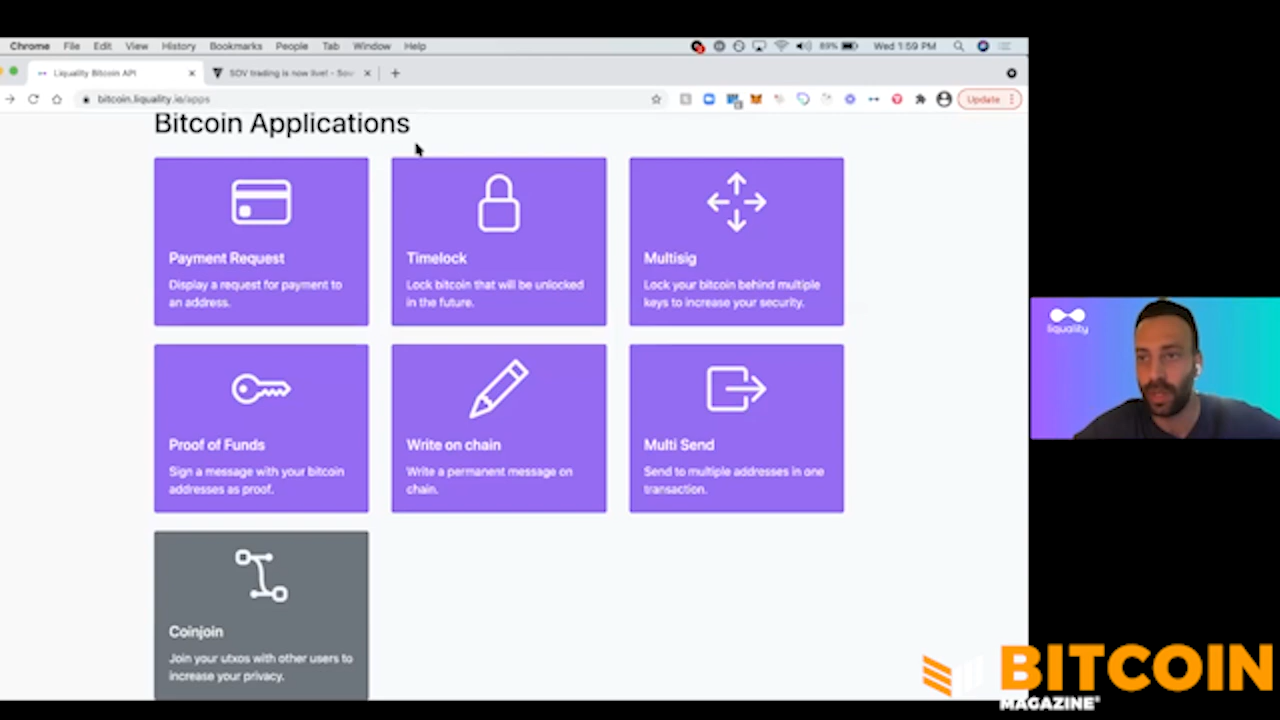 Chrome File Edit View History Bookmarks People Tab Window Help
89% Wed 1:59 PM
Liquality Bitcoin API
SOV trading is now live! - Sov
bitcoin.liquality.io/apps
Update
Bitcoin Applications
Payment Request
Display a request for payment to
an address.
Timelock
Lock bitcoin that will be unlocked
in the future.
Multisig
Lock your bitcoin behind multiple
keys to increase your security.
Proof of Funds
Sign a message with your bitcoin
addresses as proof.
Write on chain
Write a permanent message on
chain.
Multi Send
Send to multiple addresses in one
transaction.
Coinjoin
Join your utxos with other users to
increase your privacy.
liquality
BITCOIN
MAGAZINE®